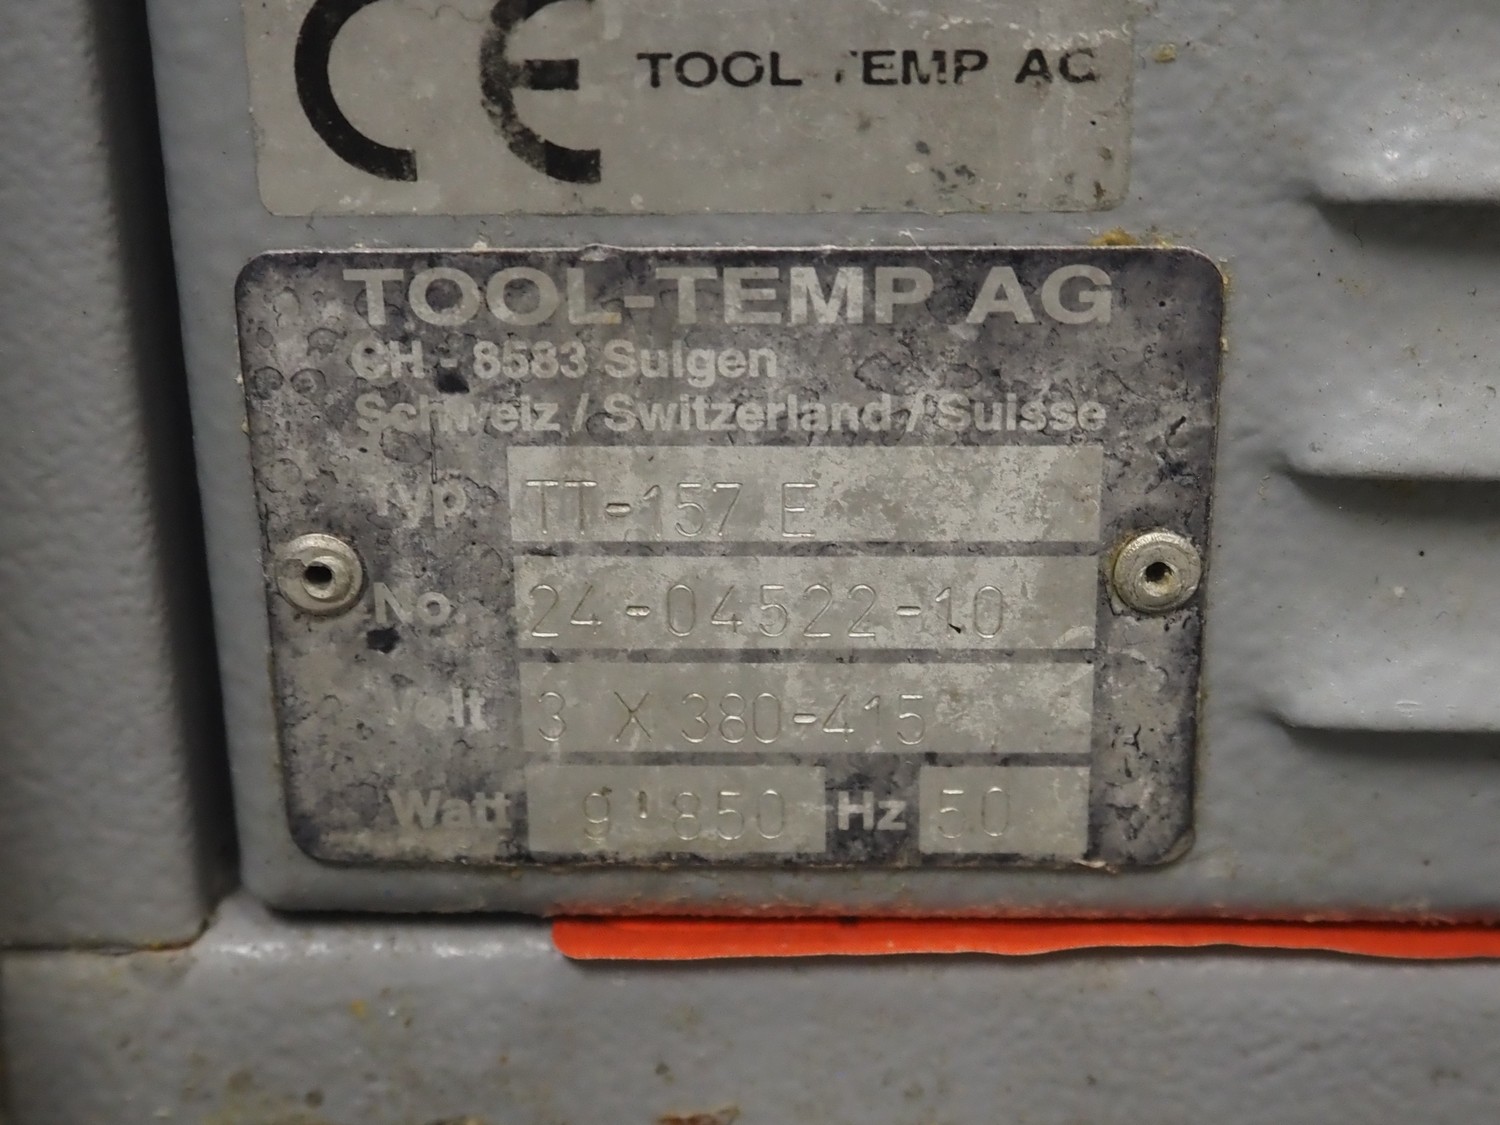 CE TOOL TEMP AG
TOOL-TEMP AG
CH - 8583 Sulgen
Schweiz / Switzerland / Suisse
Typ TT-157 E
No. 24-04522-10
Volt 3 X 380-415
Watt 9'850 Hz 50